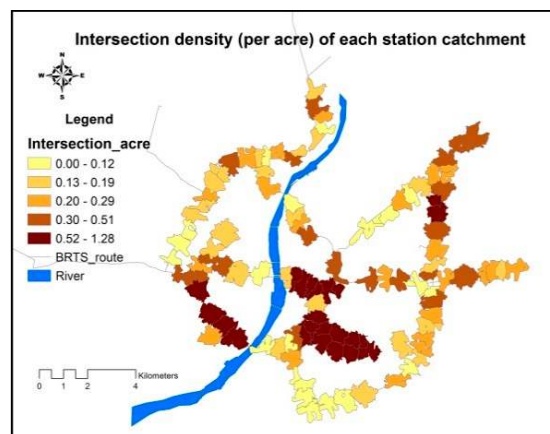 Intersection density (per acre) of each station catchment
N
W E
S
Legend
Intersection_acre
0.00 - 0.12
0.13 - 0.19
0.20 - 0.29
0.30 - 0.51
0.52 - 1.28
BRTS_route
River
Kilometers
0 1 2 4